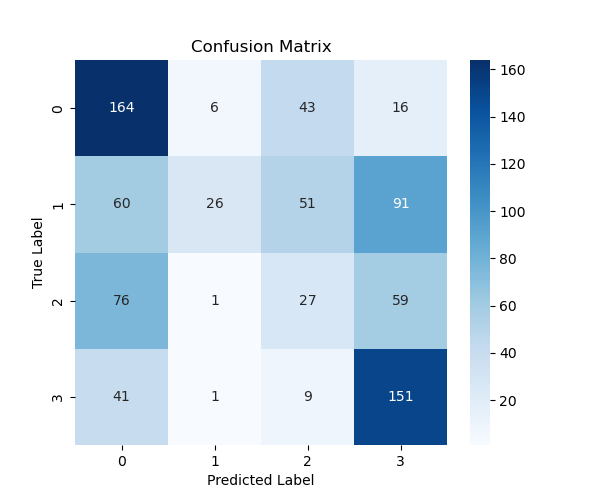 Confusion Matrix
True Label
0 164 6 43 16
1 60 26 51 91
2 76 1 27 59
3 41 1 9 151
0 1 2 3
Predicted Label
160
140
120
100
80
60
40
20